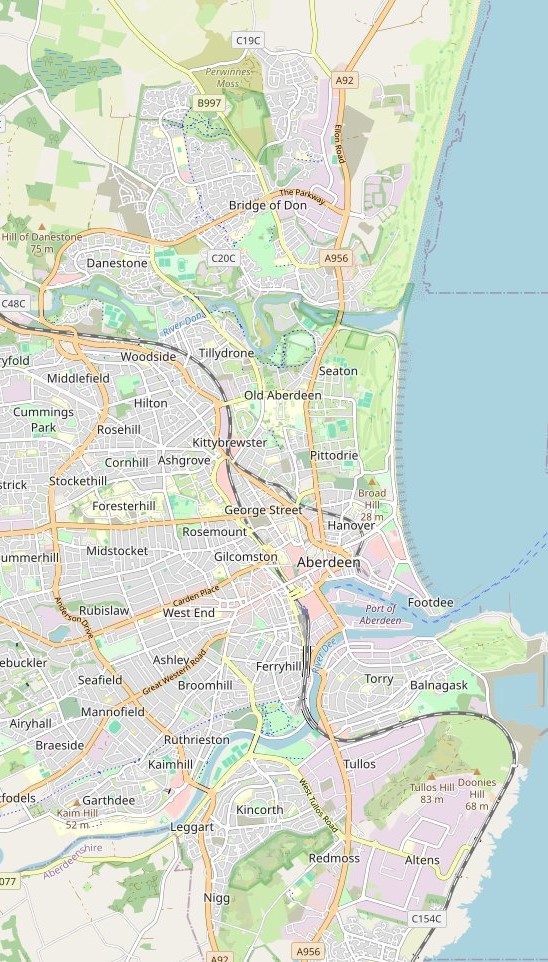 C19C
Perwinnes
Moss
A92
B997
Ellon Road
The Parkway
Bridge of Don
Hill of Danestone
75 m
Danestone
C20C
A956
C48C
River Don
ryfold
Woodside
Tillydrone
Middlefield
Seaton
Hilton
Old Aberdeen
Cummings
Park
Rosehill
Kittybrewster
Cornhill
Ashgrove
Pittodrie
strick
Stockethill
Broad
Hill
28 m
Foresterhill
George Street
Hanover
Rosemount
ummerhill
Midstocket
Gilcomston
Aberdeen
Carden Place
Anderson Drive
Rubislaw
West End
Port of
Aberdeen
Footdee
ebuckler
Ashley
Great Western Road
Ferryhill
River Dee
Seafield
Broomhill
Torry
Balnagask
Mannofield
Airyhall
Braeside
Ruthrieston
Kaimhill
Tullos
Tullos Hill
83 m
Doonies
Hill
68 m
cfodels
Garthdee
Kaim Hill
52 m
Kincorth
West Tullos Road
Leggart
Redmoss
Altens
Aberdeenshire
077
Nigg
C154C
A92
A956